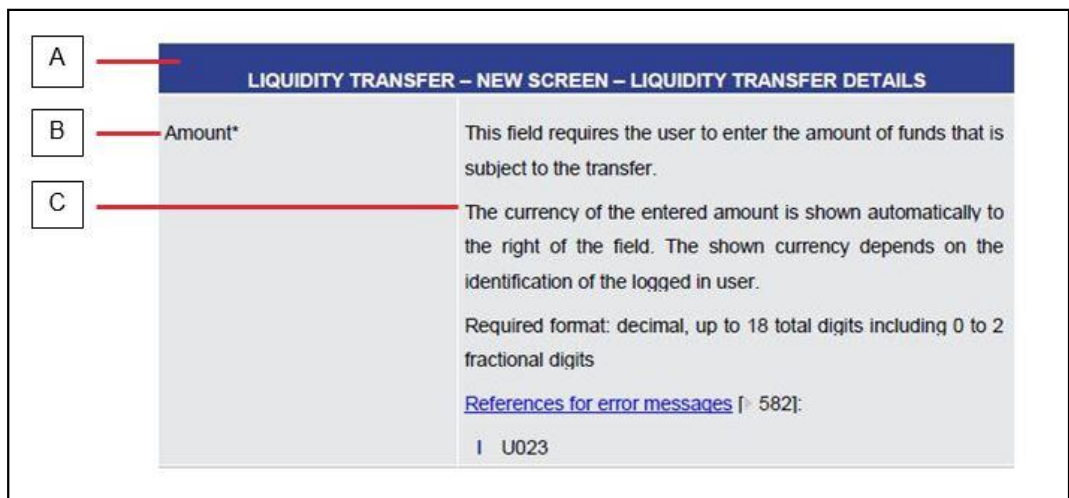 A
LIQUIDITY TRANSFER – NEW SCREEN – LIQUIDITY TRANSFER DETAILS
B
Amount*
This field requires the user to enter the amount of funds that is
subject to the transfer.
C
The currency of the entered amount is shown automatically to
the right of the field. The shown currency depends on the
identification of the logged in user.
Required format: decimal, up to 18 total digits including 0 to 2
fractional digits
References for error messages [▹ 582]:
l U023